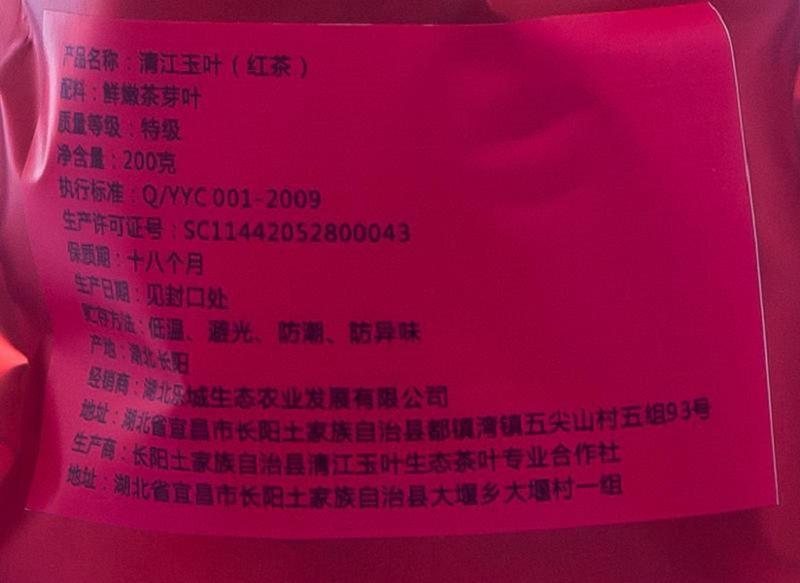 产品名称：清江玉叶（红茶）
配料：鲜嫩茶芽叶
质量等级：特级
净含量：200克
执行标准：Q/YYC 001-2009
生产许可证号：SC11442052800043
保质期：十八个月
生产日期：见封口处
贮存方法：低温、避光、防潮、防异味
产地：湖北长阳
经销商：湖北乐城生态农业发展有限公司
地址：湖北省宜昌市长阳土家族自治县都镇湾镇五尖山村五组93号
生产商：长阳土家族自治县清江玉叶生态茶叶专业合作社
地址：湖北省宜昌市长阳土家族自治县大堰乡大堰村一组